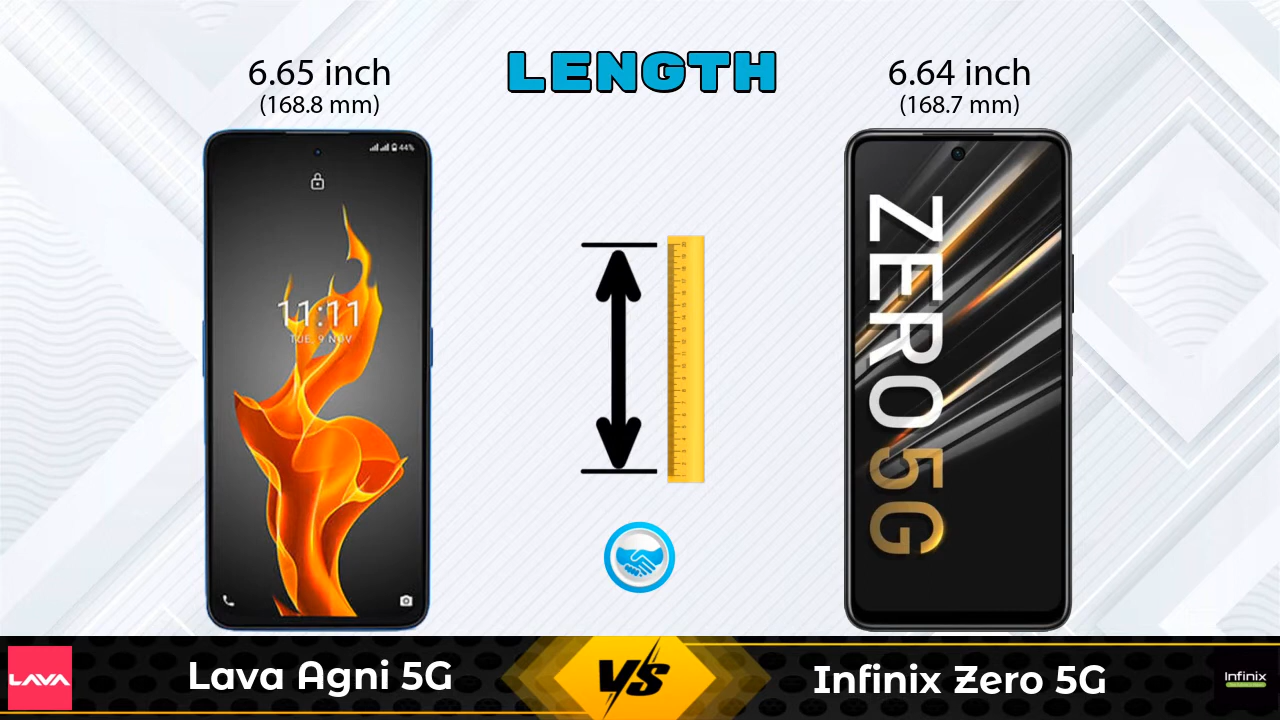 LENGTH
6.65 inch
(168.8 mm)
6.64 inch
(168.7 mm)
44%
11:11
TUE, 9 NOV
ZERO 5G
LAVA
Lava Agni 5G
VS
Infinix Zero 5G
Infinix